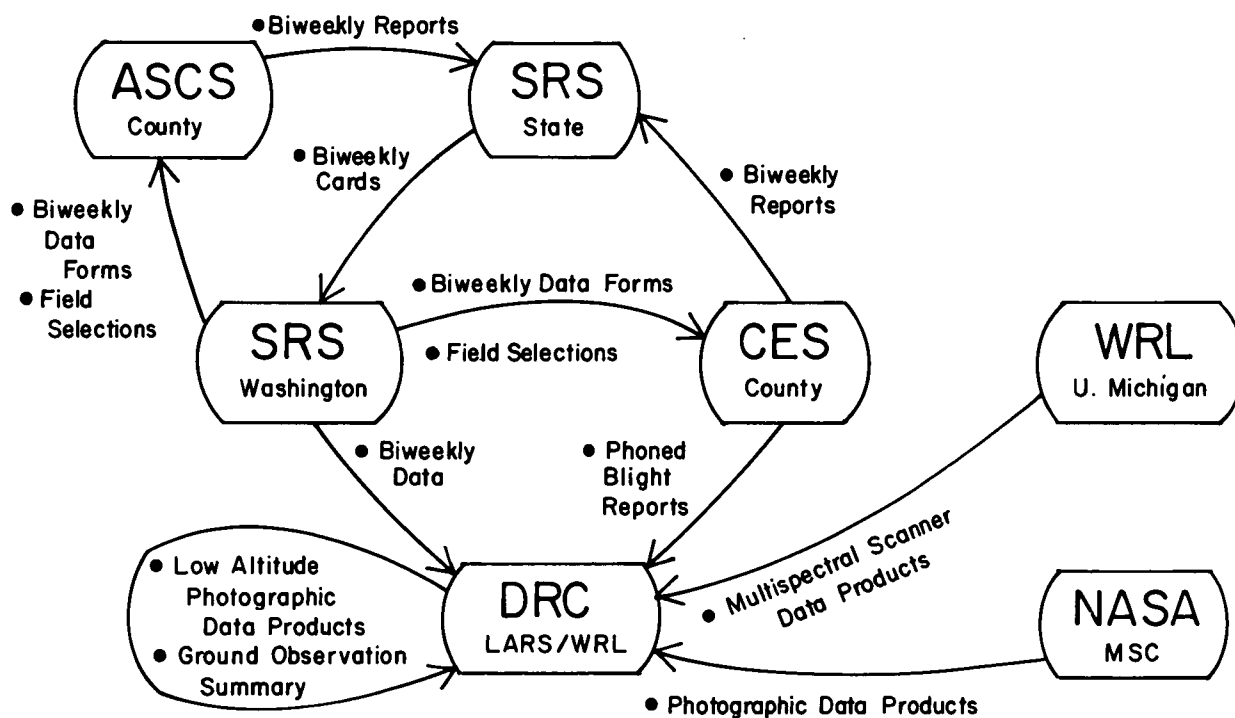 ● Biweekly Reports
ASCS
County
SRS
State
● Biweekly
Cards
● Biweekly
Reports
● Biweekly
Data
Forms
● Field
Selections
● Biweekly Data Forms
● Field Selections
SRS
Washington
CES
County
WRL
U. Michigan
● Biweekly
Data
● Phoned
Blight
Reports
● Multispectral Scanner
Data Products
● Low Altitude
Photographic
Data Products
● Ground Observation
Summary
DRC
LARS/WRL
NASA
MSC
● Photographic Data Products